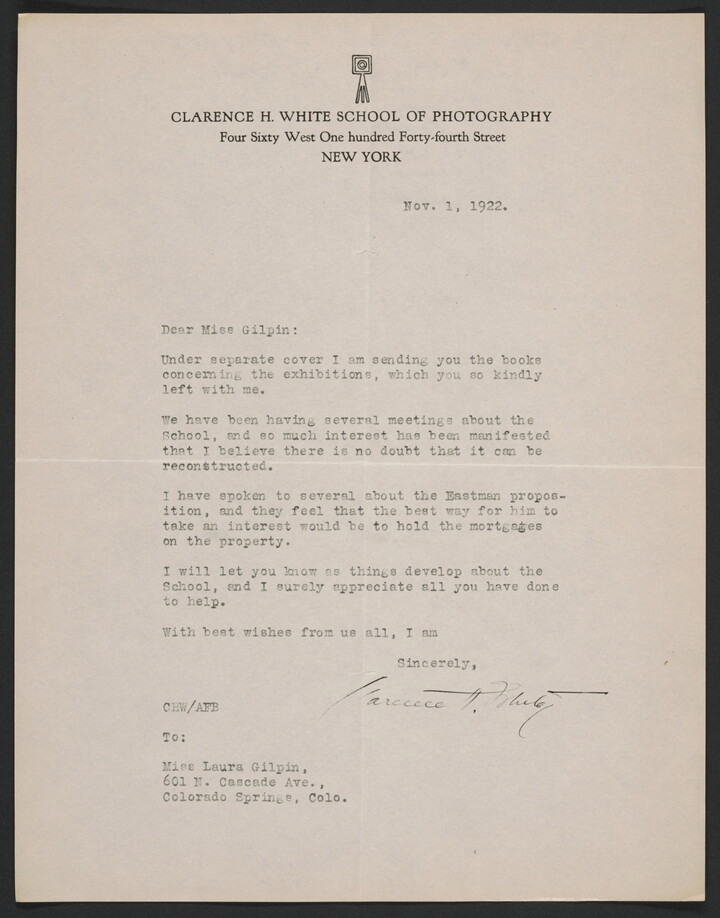 CLARENCE H. WHITE SCHOOL OF PHOTOGRAPHY
Four Sixty West One hundred Forty-fourth Street
NEW YORK
Nov. 1, 1922.
Dear Miss Gilpin:
Under separate cover I am sending you the books
concerning the exhibitions, which you so kindly
left with me.
We have been having several meetings about the
School, and so much interest has been manifested
that I believe there is no doubt that it can be
reconstructed.
I have spoken to several about the Eastman propos-
ition, and they feel that the best way for him to
take an interest would be to hold the mortgages
on the property.
I will let you know as things develop about the
School, and I surely appreciate all you have done
to help.
With best wishes from us all, I am
Sincerely,
Clarence H. White
CHW/AFB
To:
Miss Laura Gilpin,
601 N. Cascade Ave.,
Colorado Springs, Colo.